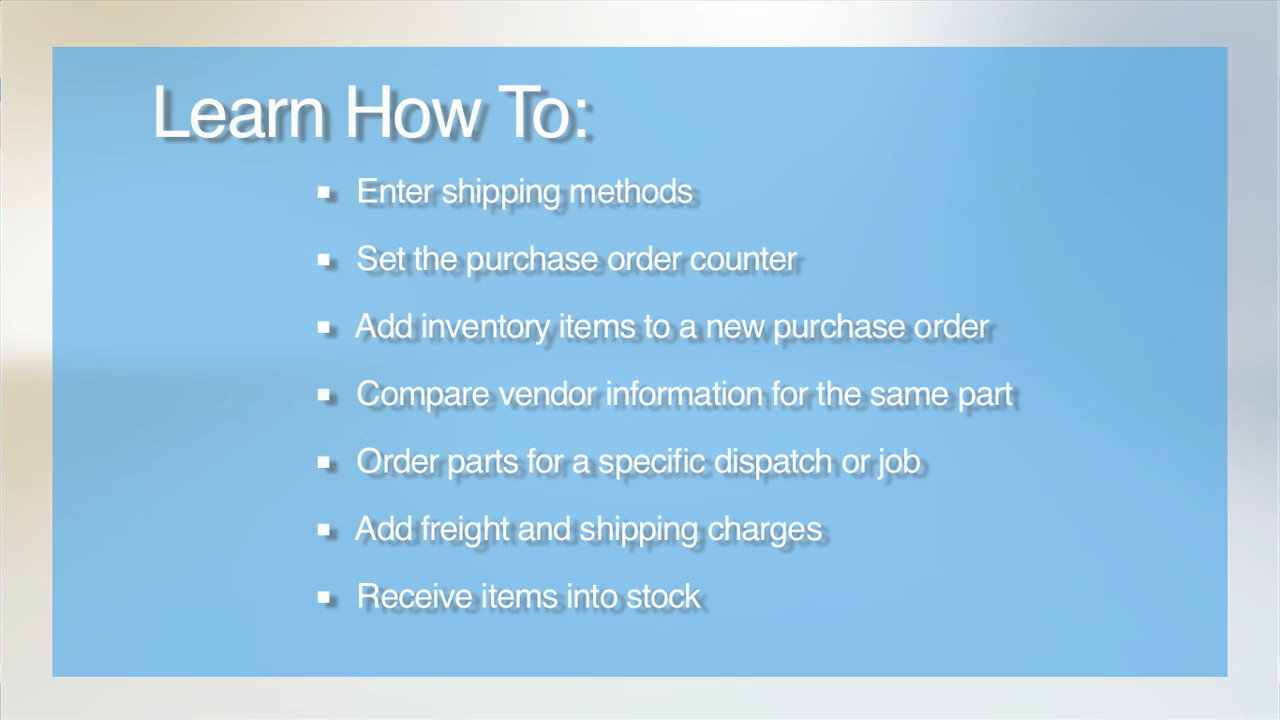 Learn How To:
▪ Enter shipping methods
▪ Set the purchase order counter
▪ Add inventory items to a new purchase order
▪ Compare vendor information for the same part
▪ Order parts for a specific dispatch or job
▪ Add freight and shipping charges
▪ Receive items into stock